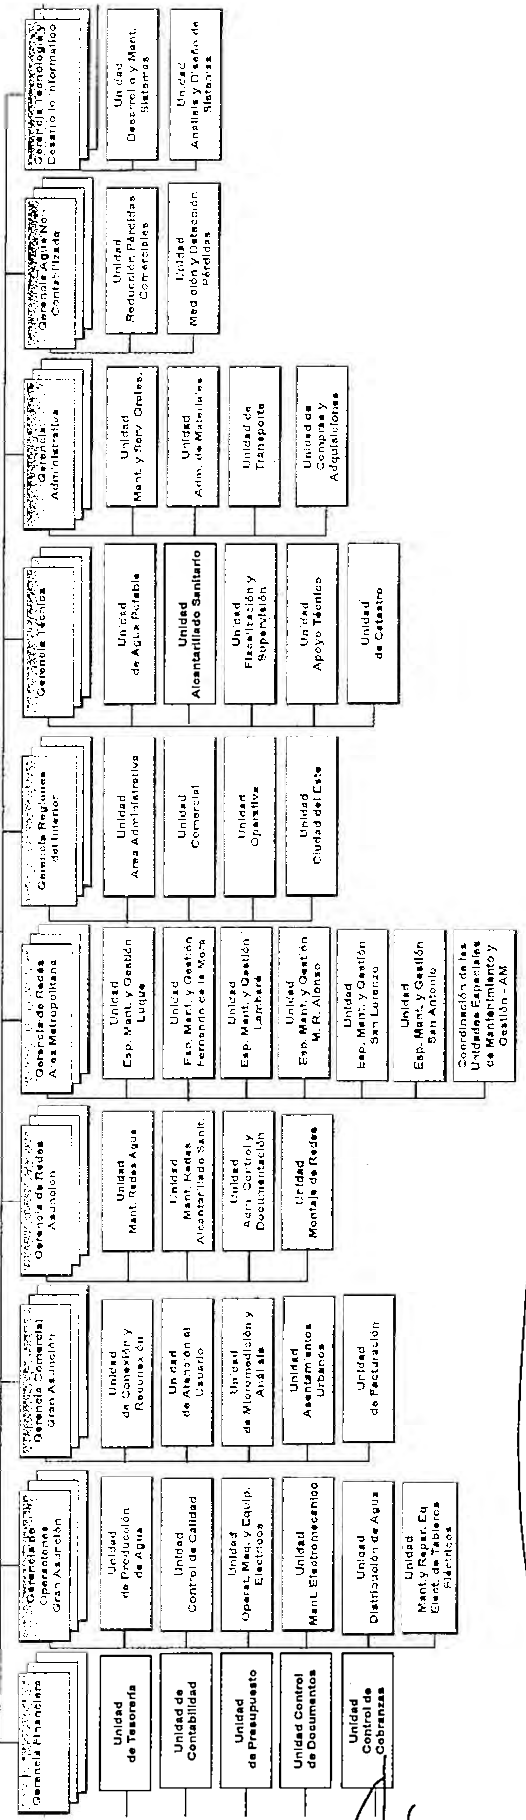 Gerencia Financiera
Unidad
de Tesorería
Unidad de
Contabilidad
Unidad
de Presupuesto
Unidad Control
de Documentos
Unidad
Control de
Cobranzas
Gerencia de
Operaciones
Gran Asunción
Unidad
de Producción
de Agua
Unidad
Control de Calidad
Unidad
Operat. Maq. y Equip.
Eléctricos
Unidad
Mant. Electromecánico
Unidad
Distribución de Agua
Unidad
Mant y Repar. Eq
Elect. de Tableros
Eléctricos
Gerencia Comercial
Gran Asunción
Unidad
de Conexión y
Reconexión
Unidad
de Atención al
Usuario
Unidad
de Micromedición y
Análisis
Unidad
Asentamientos
Urbanos
Unidad
de Facturación
Gerencia de Redes
Asunción
Unidad
Mant. Redes Agua
Unidad
Mant. Redes
Alcantarillado Sanit.
Unidad
Adm. Control y
Documentación
Unidad
Montaje de Redes
Gerencia de Redes
Area Metropolitana
Unidad
Esp. Mant. y Gestión
Luque
Unidad
Esp. Mant. y Gestión
Fernando de la Mora
Unidad
Esp. Mant. y Gestión
Lambaré
Unidad
Esp. Mant. y Gestión
M. R. Alonso
Unidad
Esp. Mant. y Gestión
San Lorenzo
Unidad
Esp. Mant. y Gestión
San Antonio
Coordinación de las
Unidades Especiales
de Mantenimiento y
Gestión - AM
Gerencia Regiones
del Interior
Unidad
Area Administrativa
Unidad
Comercial
Unidad
Operativa
Unidad
Ciudad del Este
Gerencia Técnica
Unidad
de Agua Potable
Unidad
Alcantarillado Sanitario
Unidad
Fiscalización y
Supervisión
Unidad
Apoyo Técnico
Unidad
de Catastro
Gerencia
Administrativa
Unidad
Mant. y Serv. Grales.
Unidad
Adm. de Materiales
Unidad de
Transporte
Unidad de
Compras y
Adquisiciones
Gerencia Agua No
Contabilizada
Unidad
Reducción Pérdidas
Comerciales
Unidad
Medición y Detección
Pérdidas
Gerencia Tecnología y
Desarrollo Informático
Unidad
Desarrollo y Mant.
Sistemas
Unidad
Análisis y Diseño de
Sistemas